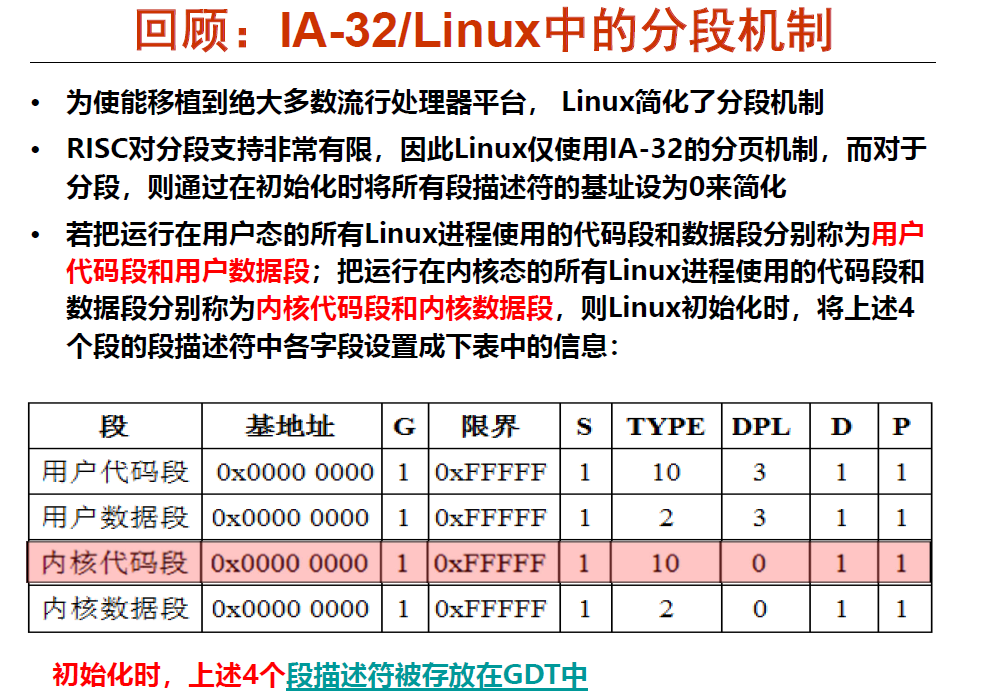 回顾：IA-32/Linux中的分段机制
• 为使能移植到绝大多数流行处理器平台， Linux简化了分段机制
• RISC对分段支持非常有限，因此Linux仅使用IA-32的分页机制，而对于
分段，则通过在初始化时将所有段描述符的基址设为0来简化
• 若把运行在用户态的所有Linux进程使用的代码段和数据段分别称为用户
代码段和用户数据段；把运行在内核态的所有Linux进程使用的代码段和
数据段分别称为内核代码段和内核数据段，则Linux初始化时，将上述4
个段的段描述符中各字段设置成下表中的信息：
段 基地址 G 限界 S TYPE DPL D P
用户代码段 0x0000 0000 1 0xFFFFF 1 10 3 1 1
用户数据段 0x0000 0000 1 0xFFFFF 1 2 3 1 1
内核代码段 0x0000 0000 1 0xFFFFF 1 10 0 1 1
内核数据段 0x0000 0000 1 0xFFFFF 1 2 0 1 1
初始化时，上述4个段描述符被存放在GDT中